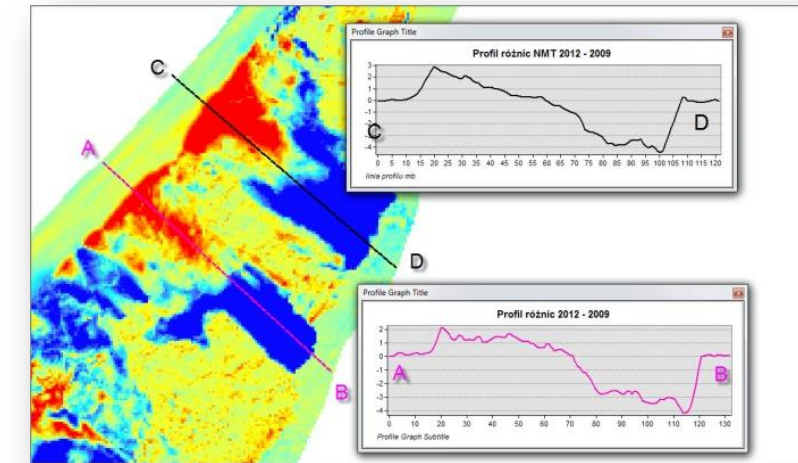 Profile Graph Title
Profil różnic NMT 2012 - 2009
3
2
1
0
-1
-2
-3
-4
C
D
0 5 10 15 20 25 30 35 40 45 50 55 60 65 70 75 80 85 90 95 100 105 110 115 120
linia profilu mb
C
A
D
B
Profile Graph Title
Profil różnic 2012 - 2009
2
1
0
-1
-2
-3
-4
A
B
0 10 20 30 40 50 60 70 80 90 100 110 120 130
Profile Graph Subtitle